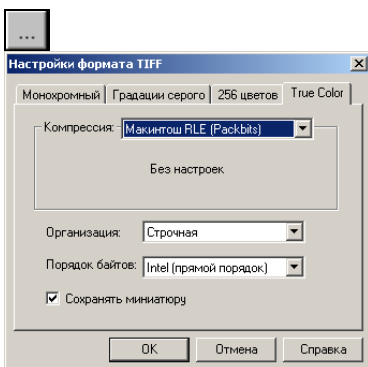 ...
Настройки формата TIFF
Монохромный Градации серого 256 цветов True Color
Компрессия: Макинтош RLE (Packbits)
Без настроек
Организация: Строчная
Порядок байтов: Intel (прямой порядок)
Сохранять миниатюру
OK Отмена Справка